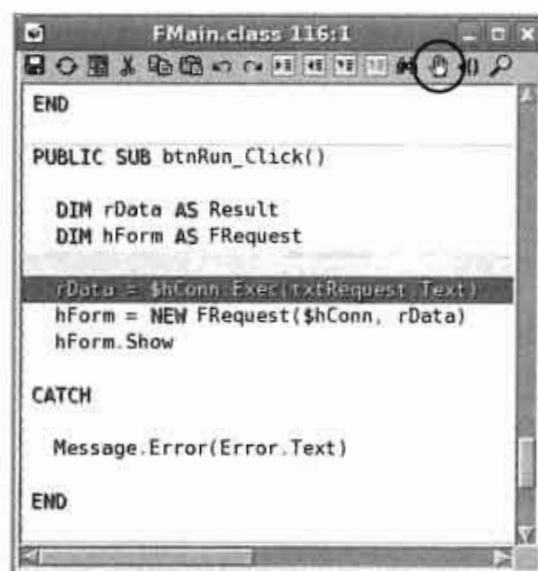 FMain.class 116:1
END
PUBLIC SUB btnRun_Click()
DIM rData AS Result
DIM hForm AS FRequest
rData = $hConn.Exec(txtRequest.Text)
hForm = NEW FRequest($hConn, rData)
hForm.Show
CATCH
Message.Error(Error.Text)
END